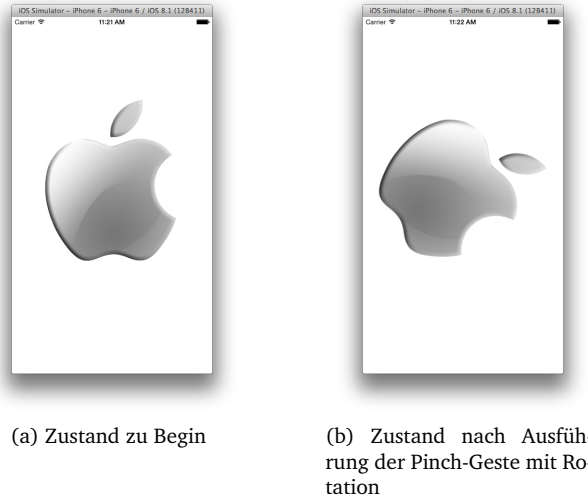 iOS Simulator – iPhone 6 – iPhone 6 / iOS 8.1 (12B411)
Carrier 11:21 AM
iOS Simulator – iPhone 6 – iPhone 6 / iOS 8.1 (12B411)
Carrier 11:22 AM
(a) Zustand zu Begin
(b) Zustand nach Ausfüh-
rung der Pinch-Geste mit Ro-
tation